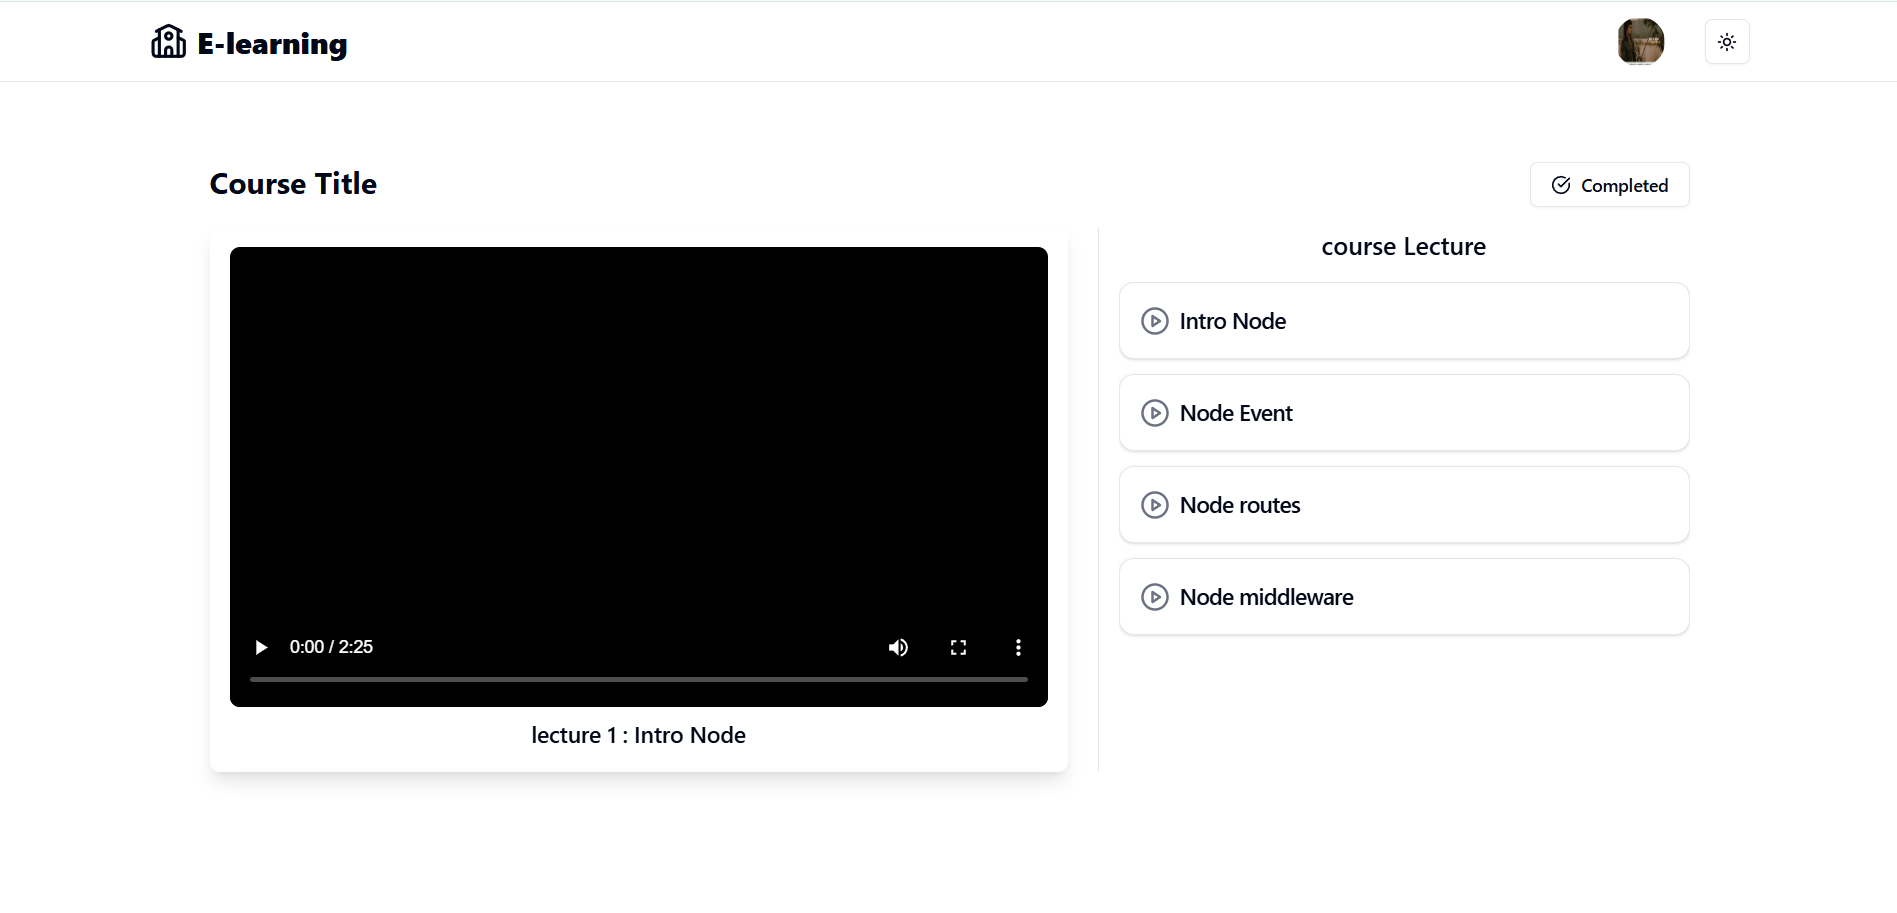 E-learning
Course Title
Completed
course Lecture
Intro Node
Node Event
Node routes
Node middleware
0:00 / 2:25
lecture 1 : Intro Node